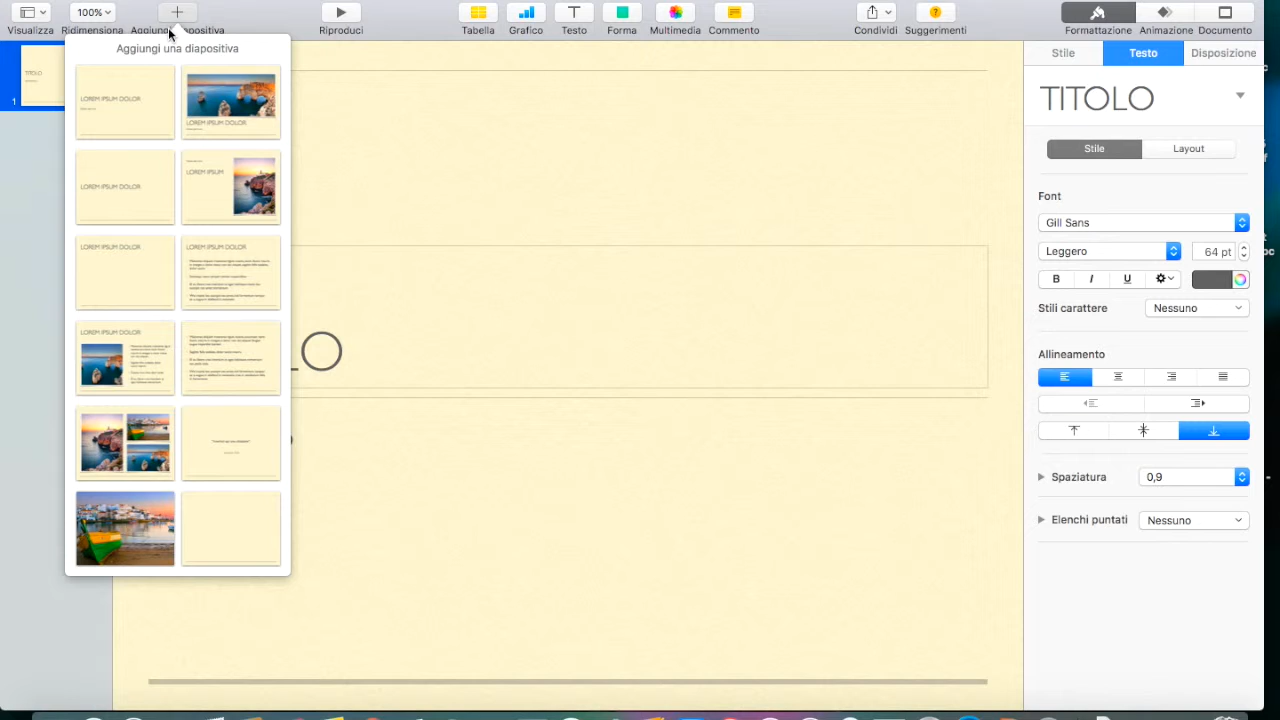 Visualizza
100%
Ridimensiona
Aggiungi diapositiva
Riproduci
Tabella
Grafico
Testo
Forma
Multimedia
Commento
Condividi
?
Suggerimenti
Formattazione
Animazione
Documento
1
TITOLO
Aggiungi una diapositiva
LOREM IPSUM DOLOR
LOREM IPSUM DOLOR
LOREM IPSUM DOLOR
LOREM IPSUM
LOREM IPSUM DOLOR
LOREM IPSUM DOLOR
LOREM IPSUM DOLOR
LO
Stile
Testo
Disposizione
TITOLO
Stile
Layout
Font
Gill Sans
Leggero
64 pt
U
Stili carattere
Nessuno
Allineamento
Spaziatura
0,9
Elenchi puntati
Nessuno